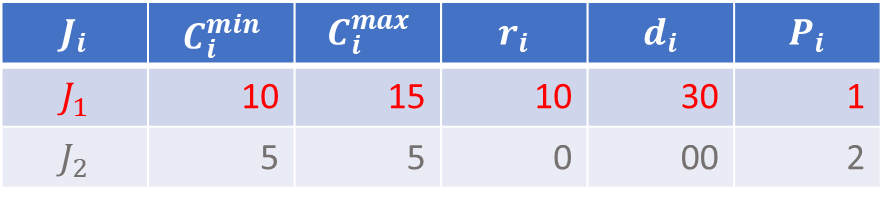 J_i C_i^min C_i^max r_i d_i P_i
J_1 10 15 10 30 1
J_2 5 5 0 00 2